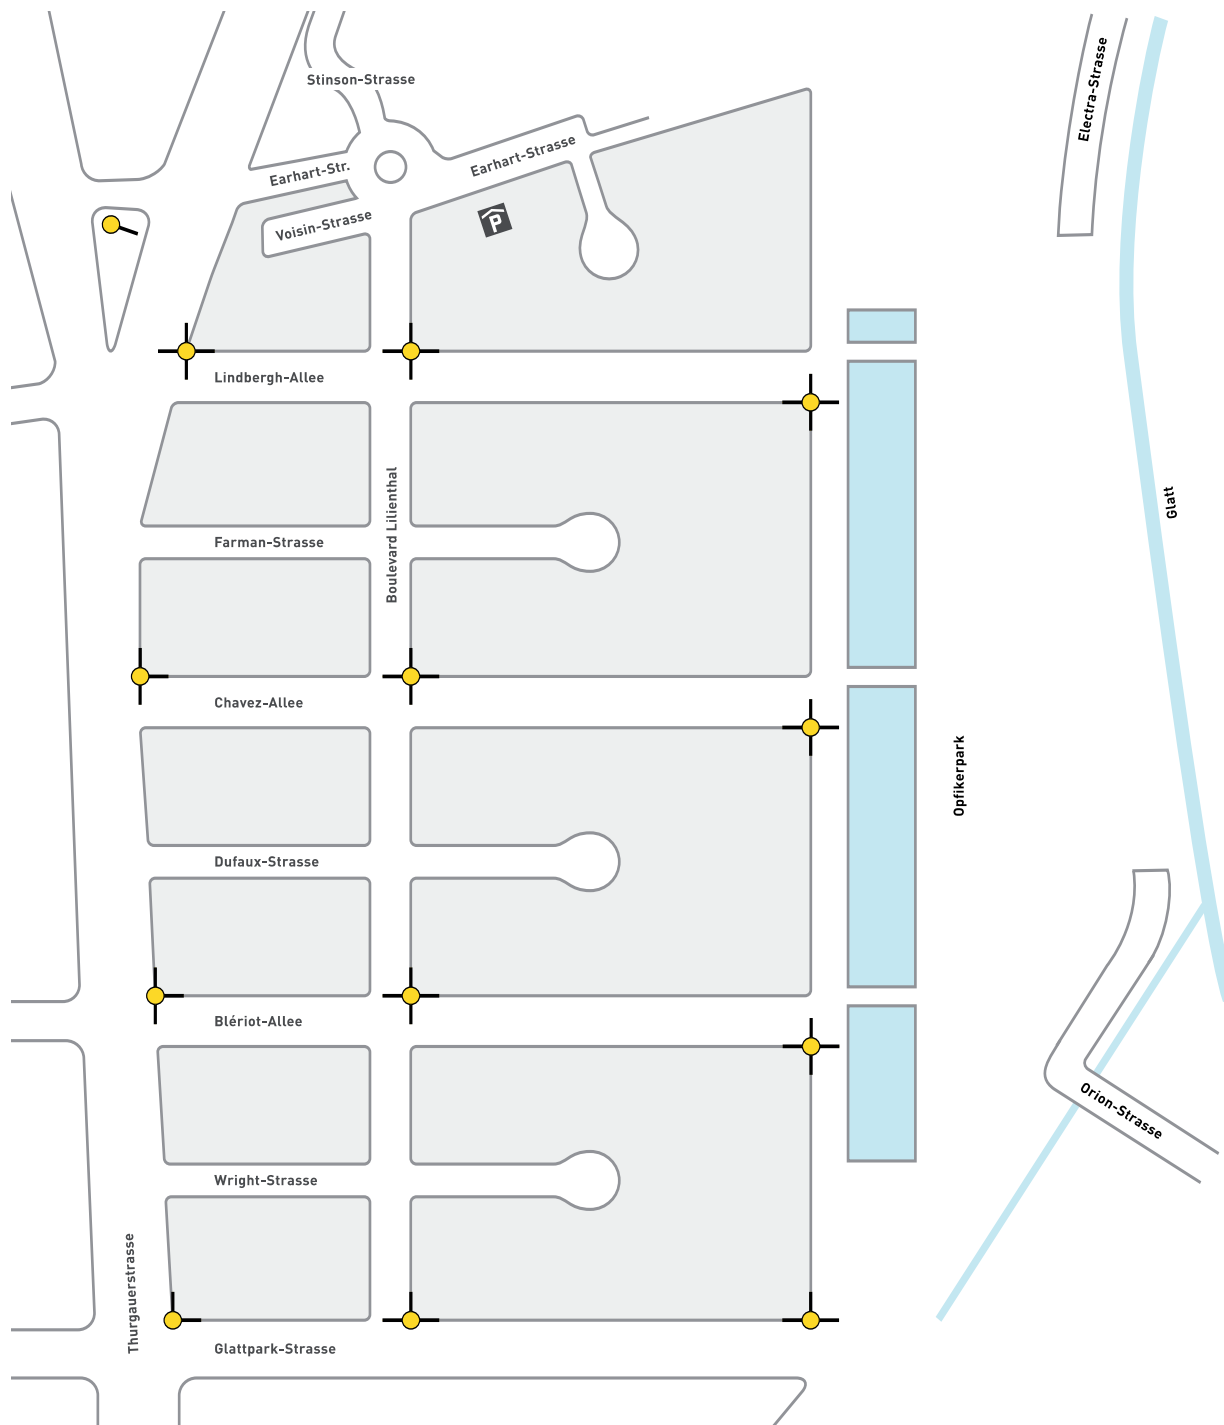 Stinson-Strasse
Electra-Strasse
Earhart-Strasse
Earhart-Str.
P
Voisin-Strasse
Lindbergh-Allee
Boulevard Lilienthal
Glatt
Farman-Strasse
Chavez-Allee
Opfikerpark
Dufaux-Strasse
Blériot-Allee
Orion-Strasse
Wright-Strasse
Thurgauerstrasse
Glattpark-Strasse